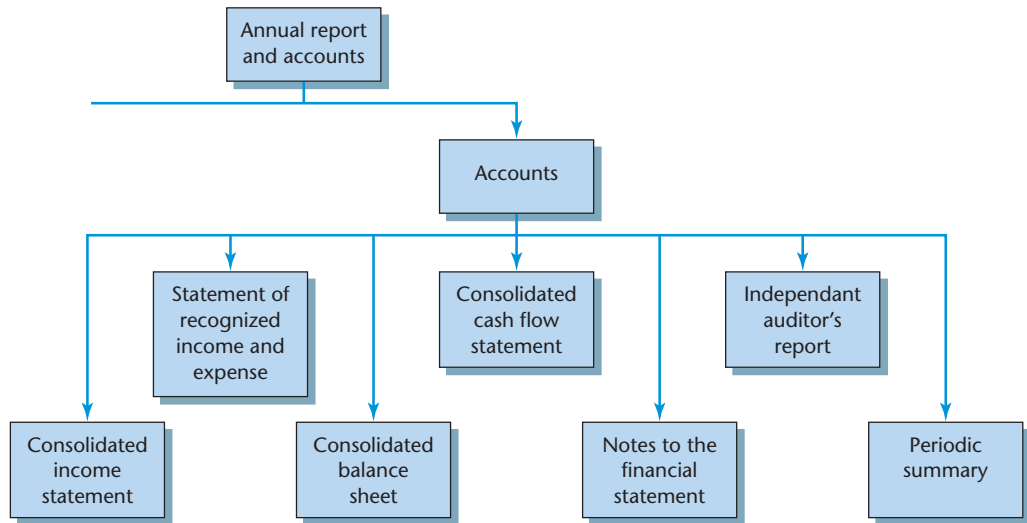 Annual report
and accounts
Accounts
Statement of
recognized
income and
expense
Consolidated
cash flow
statement
Independant
auditor's
report
Consolidated
income
statement
Consolidated
balance
sheet
Notes to the
financial
statement
Periodic
summary